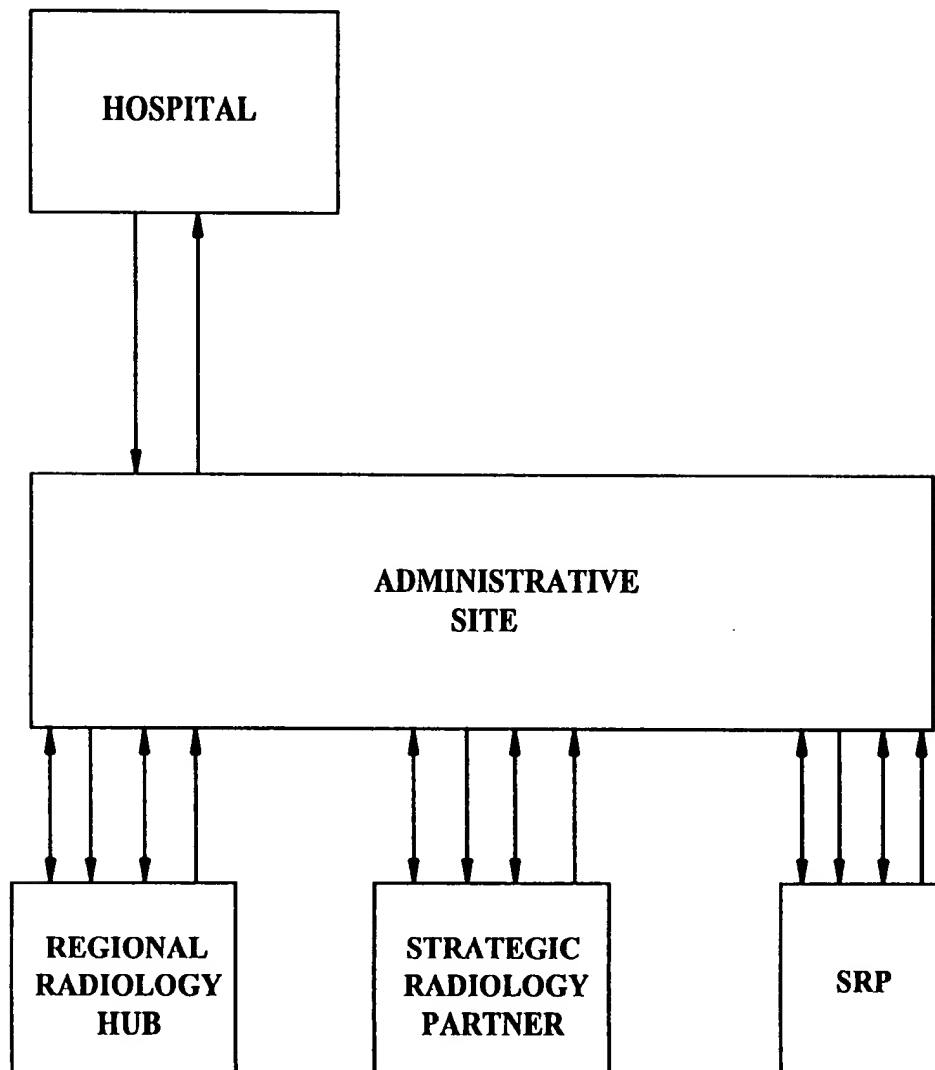 HOSPITAL
ADMINISTRATIVE
SITE
REGIONAL
RADIOLOGY
HUB
STRATEGIC
RADIOLOGY
PARTNER
SRP